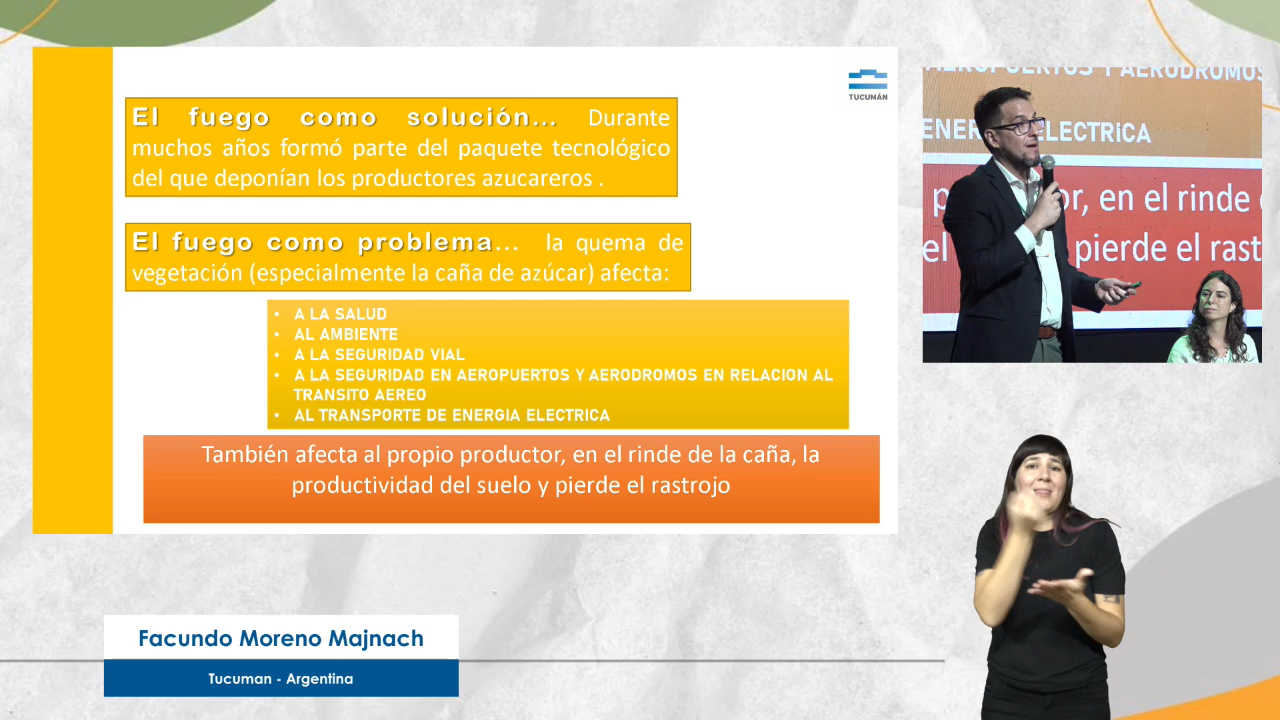 TUCUMÁN
El fuego como solución... Durante
muchos años formó parte del paquete tecnológico
del que deponían los productores azucareros .
El fuego como problema... la quema de
vegetación (especialmente la caña de azúcar) afecta:
• A LA SALUD
• AL AMBIENTE
• A LA SEGURIDAD VIAL
• A LA SEGURIDAD EN AEROPUERTOS Y AERODROMOS EN RELACION AL
TRANSITO AEREO
• AL TRANSPORTE DE ENERGIA ELECTRICA
También afecta al propio productor, en el rinde de la caña, la
productividad del suelo y pierde el rastrojo
AEROPUERTOS Y AERODROMOS
ENER ELECTRICA
p or, en el rinde
el pierde el rast
Facundo Moreno Majnach
Tucuman - Argentina